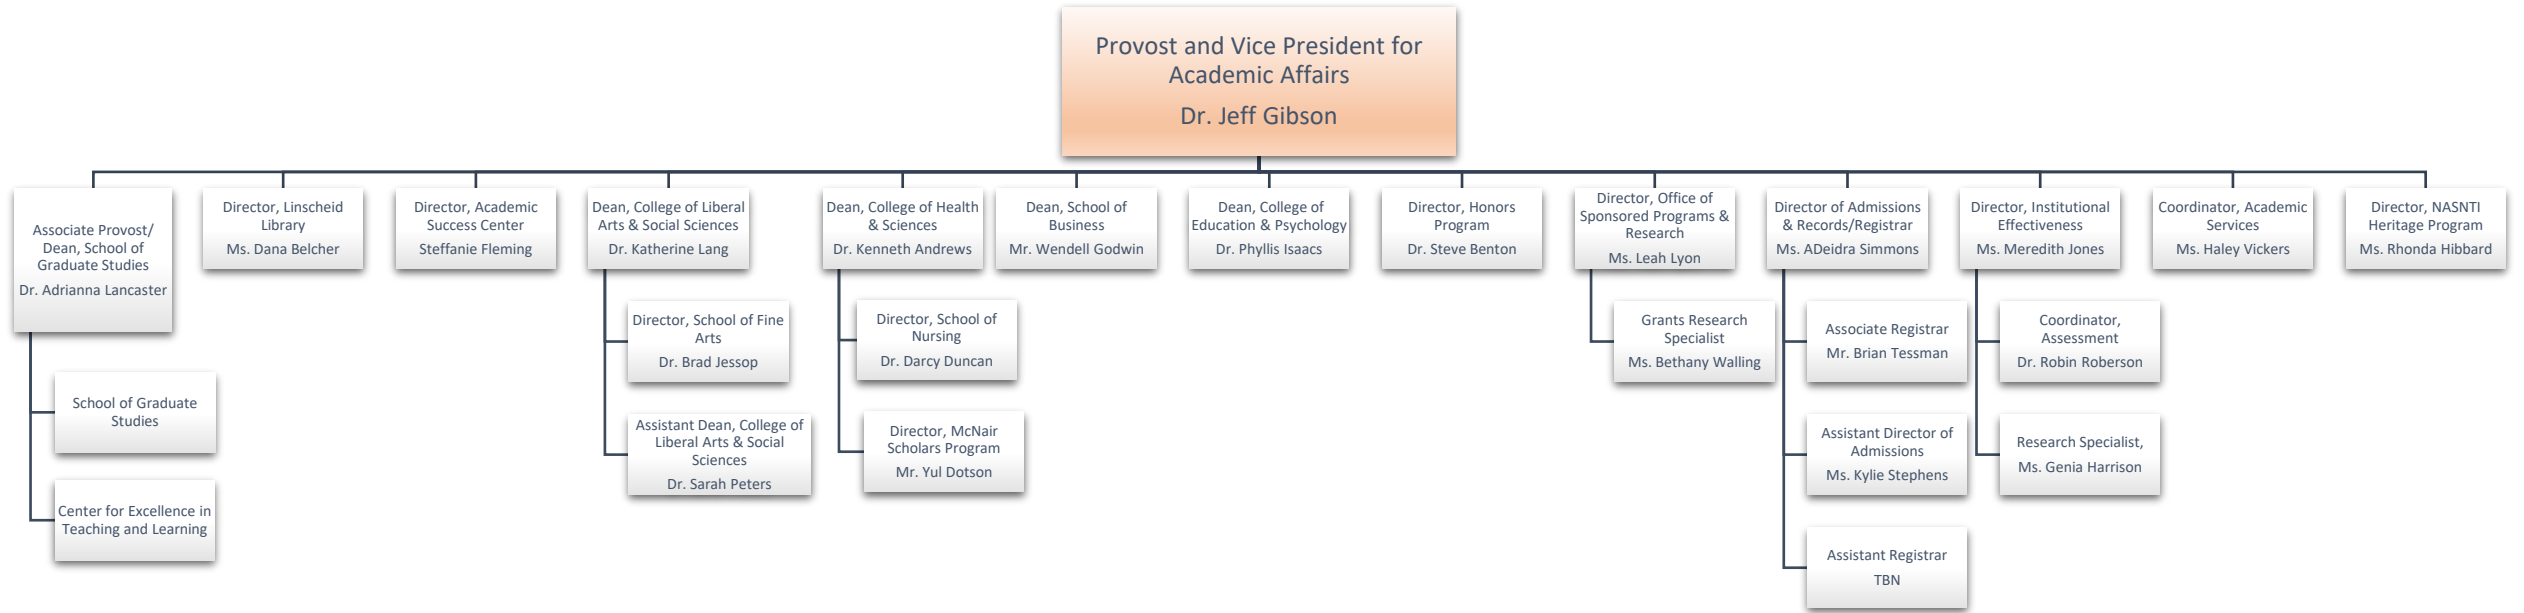 Provost and Vice President for
Academic Affairs
Dr. Jeff Gibson
Associate Provost/
Dean, School of
Graduate Studies
Dr. Adrianna Lancaster
School of Graduate
Studies
Center for Excellence in
Teaching and Learning
Director, Linscheid
Library
Ms. Dana Belcher
Director, Academic
Success Center
Steffanie Fleming
Dean, College of Liberal
Arts & Social Sciences
Dr. Katherine Lang
Director, School of Fine
Arts
Dr. Brad Jessop
Assistant Dean, College of
Liberal Arts & Social
Sciences
Dr. Sarah Peters
Dean, College of Health
& Sciences
Dr. Kenneth Andrews
Director, School of
Nursing
Dr. Darcy Duncan
Director, McNair
Scholars Program
Mr. Yul Dotson
Dean, School of
Business
Mr. Wendell Godwin
Dean, College of
Education & Psychology
Dr. Phyllis Isaacs
Director, Honors
Program
Dr. Steve Benton
Director, Office of
Sponsored Programs &
Research
Ms. Leah Lyon
Grants Research
Specialist
Ms. Bethany Walling
Director of Admissions
& Records/Registrar
Ms. ADeidra Simmons
Associate Registrar
Mr. Brian Tessman
Assistant Director of
Admissions
Ms. Kylie Stephens
Assistant Registrar
TBN
Director, Institutional
Effectiveness
Ms. Meredith Jones
Coordinator,
Assessment
Dr. Robin Roberson
Research Specialist,
Ms. Genia Harrison
Coordinator, Academic
Services
Ms. Haley Vickers
Director, NASNTI
Heritage Program
Ms. Rhonda Hibbard